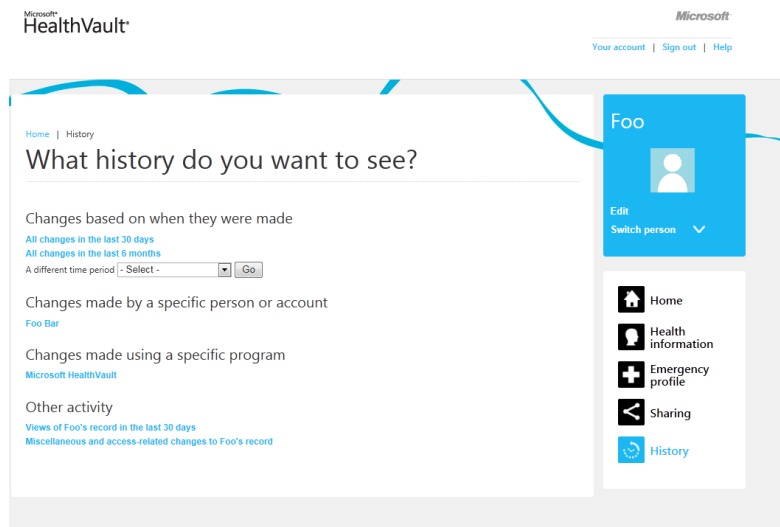 Microsoft®
HealthVault®
Microsoft
Your account | Sign out | Help
Home | History
What history do you want to see?
Changes based on when they were made
All changes in the last 30 days
All changes in the last 6 months
A different time period - Select - Go
Changes made by a specific person or account
Foo Bar
Changes made using a specific program
Microsoft HealthVault
Other activity
Views of Foo's record in the last 30 days
Miscellaneous and access-related changes to Foo's record
Foo
Edit
Switch person
Home
Health
information
Emergency
profile
Sharing
History